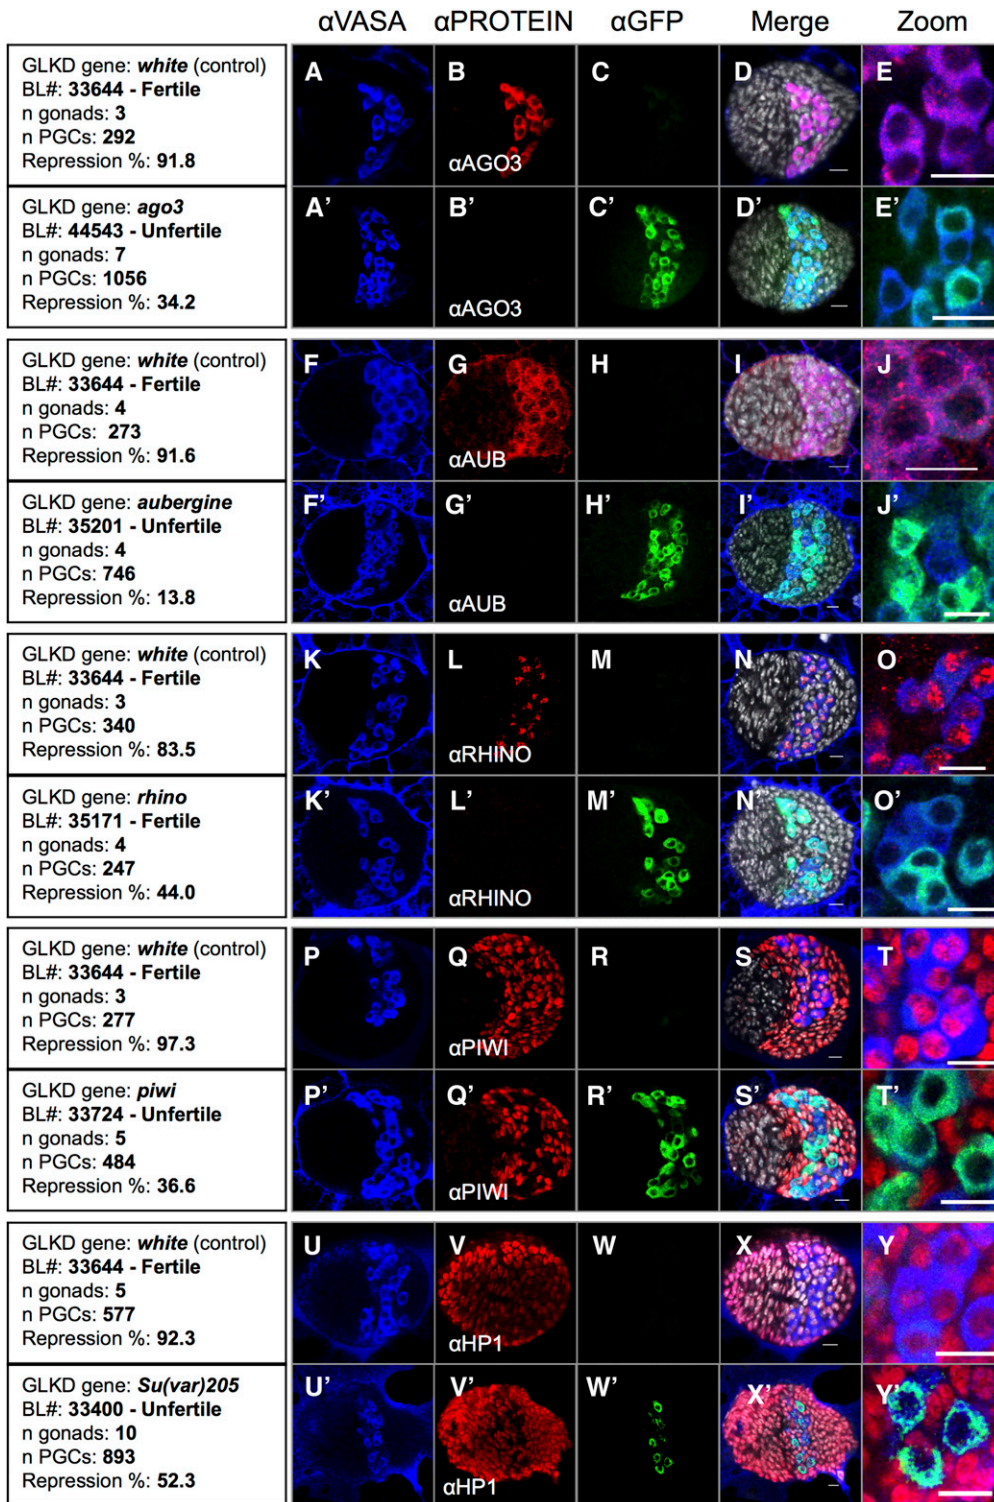 αVASA αPROTEIN αGFP Merge Zoom
GLKD gene: white (control)
BL#: 33644 - Fertile
n gonads: 3
n PGCs: 292
Repression %: 91.8
A B C D E
αAGO3
GLKD gene: ago3
BL#: 44543 - Unfertile
n gonads: 7
n PGCs: 1056
Repression %: 34.2
A' B' C' D' E'
αAGO3
GLKD gene: white (control)
BL#: 33644 - Fertile
n gonads: 4
n PGCs: 273
Repression %: 91.6
F G H I J
αAUB
GLKD gene: aubergine
BL#: 35201 - Unfertile
n gonads: 4
n PGCs: 746
Repression %: 13.8
F' G' H' I' J'
αAUB
GLKD gene: white (control)
BL#: 33644 - Fertile
n gonads: 3
n PGCs: 340
Repression %: 83.5
K L M N O
αRHINO
GLKD gene: rhino
BL#: 35171 - Fertile
n gonads: 4
n PGCs: 247
Repression %: 44.0
K' L' M' N' O'
αRHINO
GLKD gene: white (control)
BL#: 33644 - Fertile
n gonads: 3
n PGCs: 277
Repression %: 97.3
P Q R S T
αPIWI
GLKD gene: piwi
BL#: 33724 - Unfertile
n gonads: 5
n PGCs: 484
Repression %: 36.6
P' Q' R' S' T'
αPIWI
GLKD gene: white (control)
BL#: 33644 - Fertile
n gonads: 5
n PGCs: 577
Repression %: 92.3
U V W X Y
αHP1
GLKD gene: Su(var)205
BL#: 33400 - Unfertile
n gonads: 10
n PGCs: 893
Repression %: 52.3
U' V' W' X' Y'
αHP1